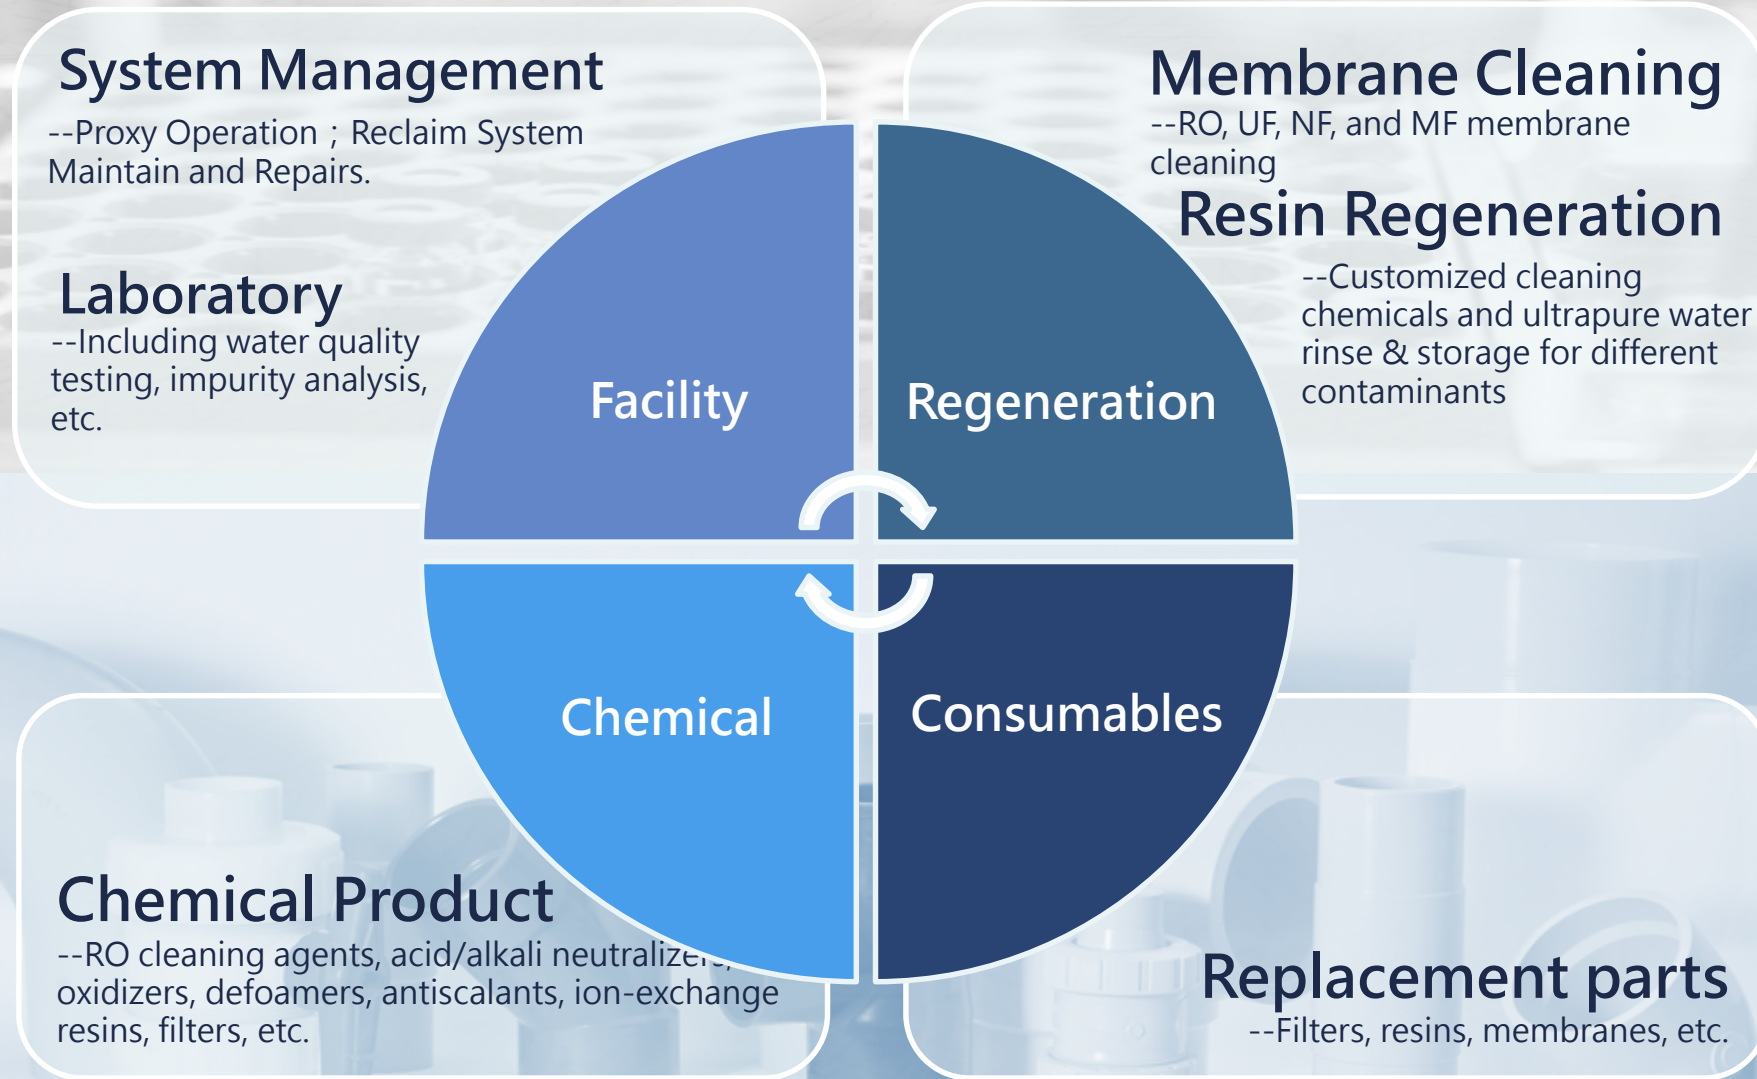 System Management
--Proxy Operation；Reclaim System
Maintain and Repairs.
Laboratory
--Including water quality
testing, impurity analysis,
etc.
Membrane Cleaning
--RO, UF, NF, and MF membrane
cleaning
Resin Regeneration
--Customized cleaning
chemicals and ultrapure water
rinse & storage for different
contaminants
Facility
Regeneration
Chemical
Consumables
Chemical Product
--RO cleaning agents, acid/alkali neutralizers,
oxidizers, defoamers, antiscalants, ion-exchange
resins, filters, etc.
Replacement parts
--Filters, resins, membranes, etc.